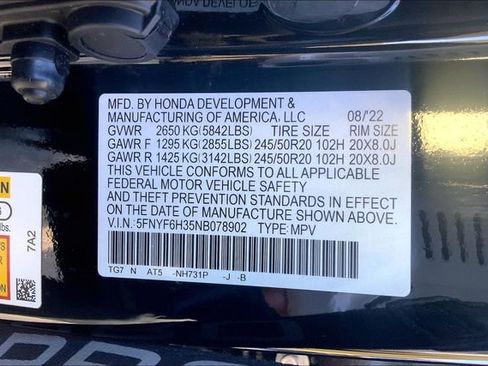 MFD. BY HONDA DEVELOPMENT &
MANUFACTURING OF AMERICA, LLC 08/'22
GVWR 2650 KG(5842LBS) TIRE SIZE RIM SIZE
GAWR F 1295 KG(2855LBS) 245/50R20 102H 20X8.0J
GAWR R 1425 KG(3142LBS) 245/50R20 102H 20X8.0J
THIS VEHICLE CONFORMS TO ALL APPLICABLE
FEDERAL MOTOR VEHICLE SAFETY
AND THEFT PREVENTION STANDARDS IN EFFECT
ON THE DATE OF MANUFACTURE SHOWN ABOVE.
V.I.N.: 5FNYF6H35NB078902 TYPE: MPV
TG7 N AT5 -NH731P -J -B
7A2